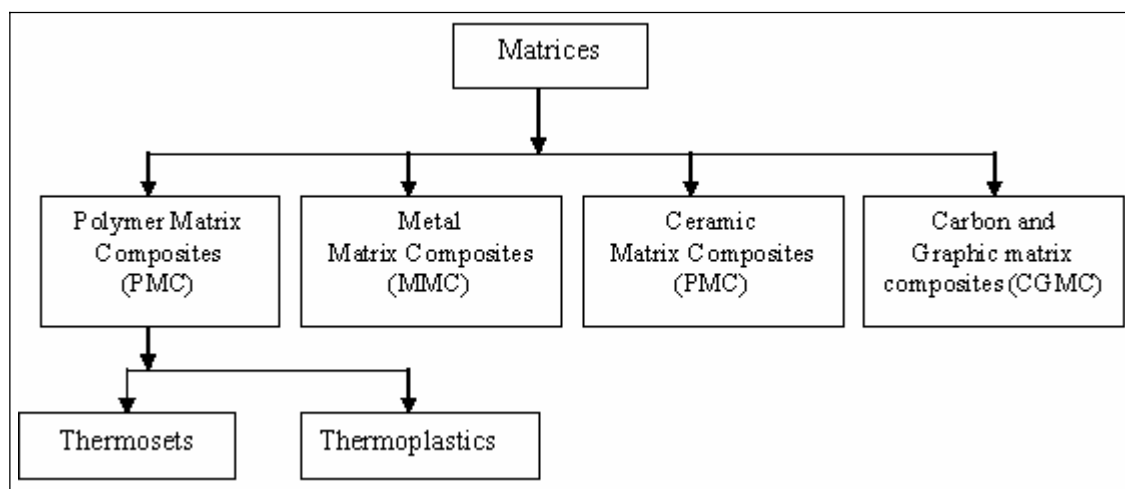 Matrices
Polymer Matrix
Composites
(PMC)
Metal
Matrix Composites
(MMC)
Ceramic
Matrix Composites
(PMC)
Carbon and
Graphic matrix
composites (CGMC)
Thermosets
Thermoplastics